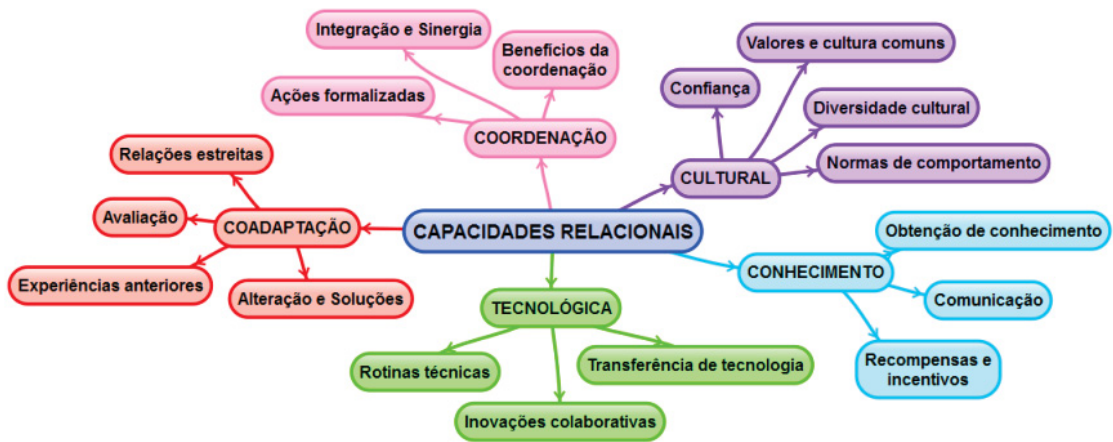 Integração e Sinergia
Benefícios da
coordenação
Ações formalizadas
COORDENAÇÃO
Valores e cultura comuns
Confiança
Diversidade cultural
Normas de comportamento
CULTURAL
Relações estreitas
Avaliação
COADAPTAÇÃO
Experiências anteriores
Alteração e Soluções
CAPACIDADES RELACIONAIS
Obtenção de conhecimento
CONHECIMENTO
Comunicação
Recompensas e
incentivos
TECNOLÓGICA
Rotinas técnicas
Transferência de tecnologia
Inovações colaborativas